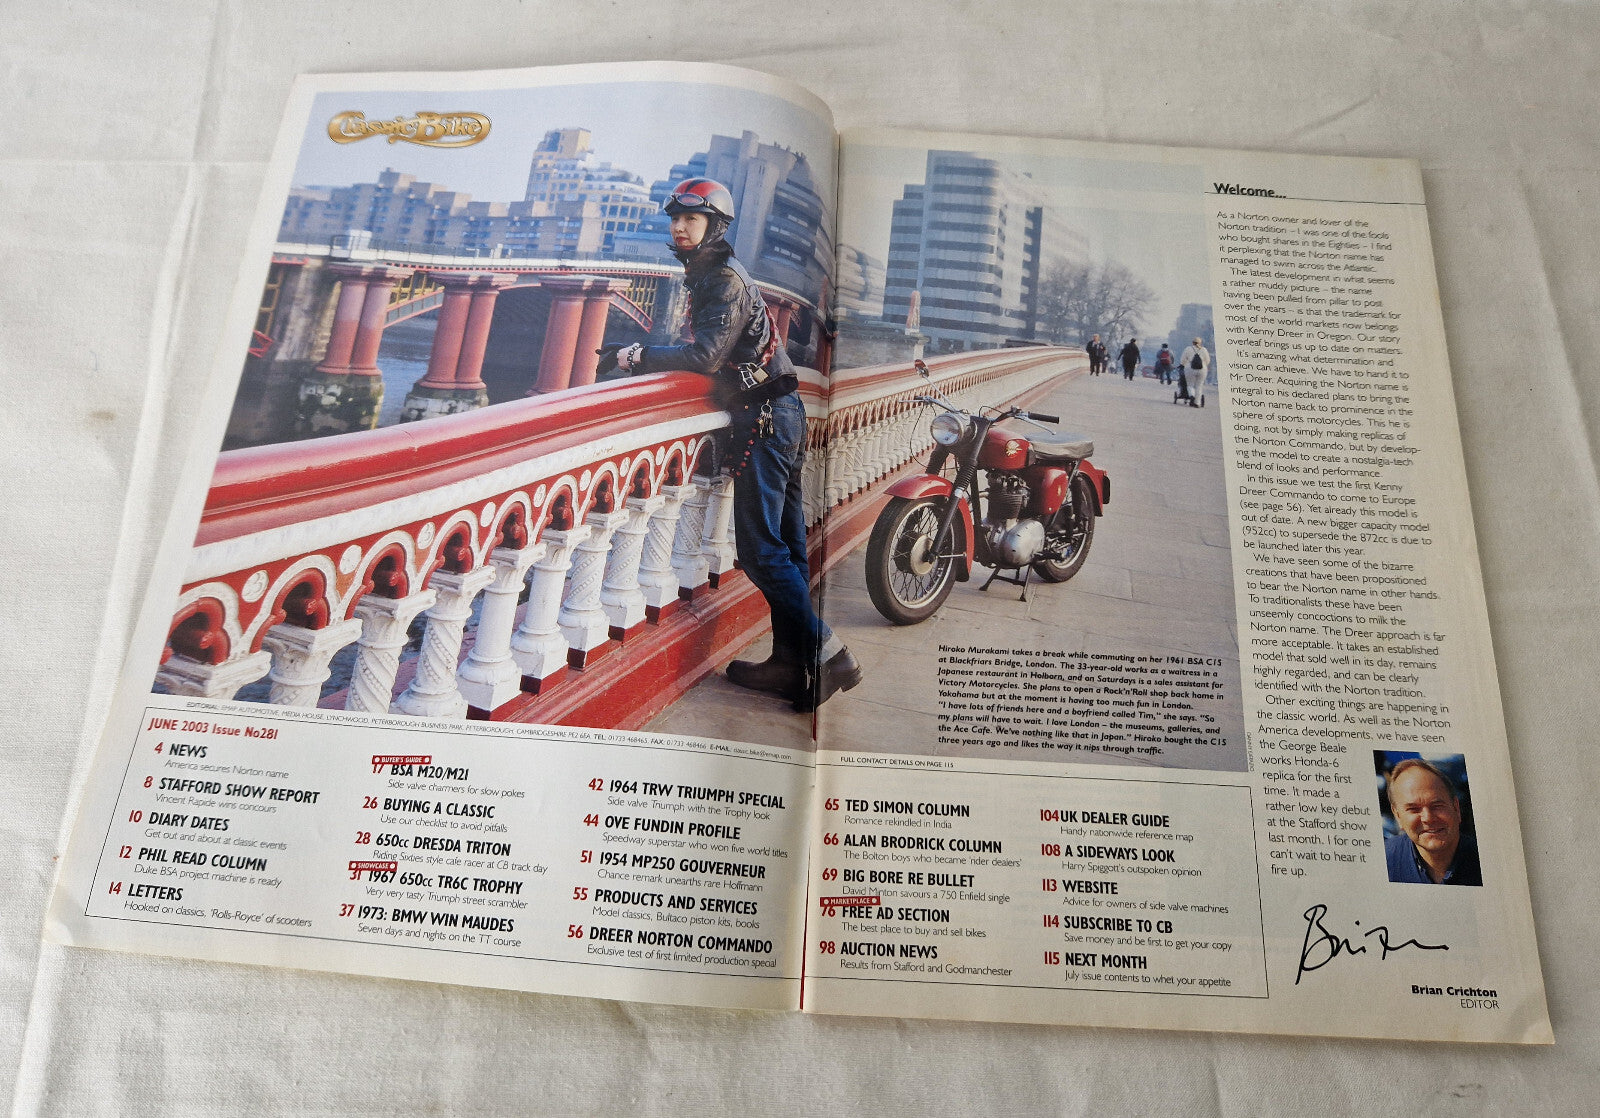 Classic Bike
Hiroko Murakami takes a break while commuting on her 1961 BSA C15
at Blackfriars Bridge, London. The 33-year-old works as a waitress in a
Japanese restaurant in Holborn, and on Saturdays is a sales assistant for
Victory Motorcycles. She plans to open a Rock'n'Roll shop back home in
Yokohama but at the moment is having too much fun in London.
"I have lots of friends here and a boyfriend called Tim," she says. "So
my plans will have to wait. I love London – the museums, galleries, and
the Ace Cafe. We've nothing like that in Japan." Hiroko bought the C15
three years ago and likes the way it nips through traffic.
EDITORIAL: EMAP AUTOMOTIVE, MEDIA HOUSE, LYNCHWOOD, PETERBOROUGH BUSINESS PARK, PETERBOROUGH, CAMBRIDGESHIRE PE2 6EA. TEL: 01733 468465. FAX: 01733 468466 E-MAIL: classic.bike@emap.com
FULL CONTACT DETAILS ON PAGE 115
JUNE 2003 Issue No281
4 NEWS
America secures Norton name
8 STAFFORD SHOW REPORT
Vincent Rapide wins concours
10 DIARY DATES
Get out and about at classic events
12 PHIL READ COLUMN
Duke BSA project machine is ready
14 LETTERS
Hooked on classics, 'Rolls-Royce' of scooters
BUYER'S GUIDE
17 BSA M20/M21
Side valve charmers for slow pokes
26 BUYING A CLASSIC
Use our checklist to avoid pitfalls
28 650cc DRESDA TRITON
Riding Sixties style cafe racer at CB track day
SHOWCASE
31 1967 650cc TR6C TROPHY
Very very tasty Triumph street scrambler
37 1973: BMW WIN MAUDES
Seven days and nights on the TT course
42 1964 TRW TRIUMPH SPECIAL
Side valve Triumph with the Trophy look
44 OVE FUNDIN PROFILE
Speedway superstar who won five world titles
51 1954 MP250 GOUVERNEUR
Chance remark unearths rare Hoffmann
55 PRODUCTS AND SERVICES
Model classics, Bultaco piston kits, books
56 DREER NORTON COMMANDO
Exclusive test of first limited production special
65 TED SIMON COLUMN
Romance rekindled in India
66 ALAN BRODRICK COLUMN
The Bolton boys who became 'rider dealers'
69 BIG BORE RE BULLET
David Minton savours a 750 Enfield single
MARKETPLACE
76 FREE AD SECTION
The best place to buy and sell bikes
98 AUCTION NEWS
Results from Stafford and Godmanchester
104 UK DEALER GUIDE
Handy nationwide reference map
108 A SIDEWAYS LOOK
Harry Spiggott's outspoken opinion
113 WEBSITE
Advice for owners of side valve machines
114 SUBSCRIBE TO CB
Save money and be first to get your copy
115 NEXT MONTH
July issue contents to whet your appetite
Welcome...
As a Norton owner and lover of the
Norton tradition – I was one of the fools
who bought shares in the Eighties – I find
it perplexing that the Norton name has
managed to swim across the Atlantic.
The latest development in what seems
a rather muddy picture – the name
having been pulled from pillar to post
over the years – is that the trademark for
most of the world markets now belongs
with Kenny Dreer in Oregon. Our story
overleaf brings us up to date on matters.
It's amazing what determination and
vision can achieve. We have to hand it to
Mr Dreer. Acquiring the Norton name is
integral to his declared plans to bring the
Norton name back to prominence in the
sphere of sports motorcycles. This he is
doing, not by simply making replicas of
the Norton Commando, but by develop-
ing the model to create a nostalgia-tech
blend of looks and performance.
In this issue we test the first Kenny
Dreer Commando to come to Europe
(see page 56). Yet already this model is
out of date. A new bigger capacity model
(952cc) to supersede the 872cc is due to
be launched later this year.
We have seen some of the bizarre
creations that have been propositioned
to bear the Norton name in other hands.
To traditionalists these have been
unseemly concoctions to milk the
Norton name. The Dreer approach is far
more acceptable. It takes an established
model that sold well in its day, remains
highly regarded, and can be clearly
identified with the Norton tradition.
Other exciting things are happening in
the classic world. As well as the Norton
America developments, we have seen
the George Beale
works Honda-6
replica for the first
time. It made a
rather low key debut
at the Stafford show
last month. I for one
can't wait to hear it
fire up.
Brian
Brian Crichton
EDITOR